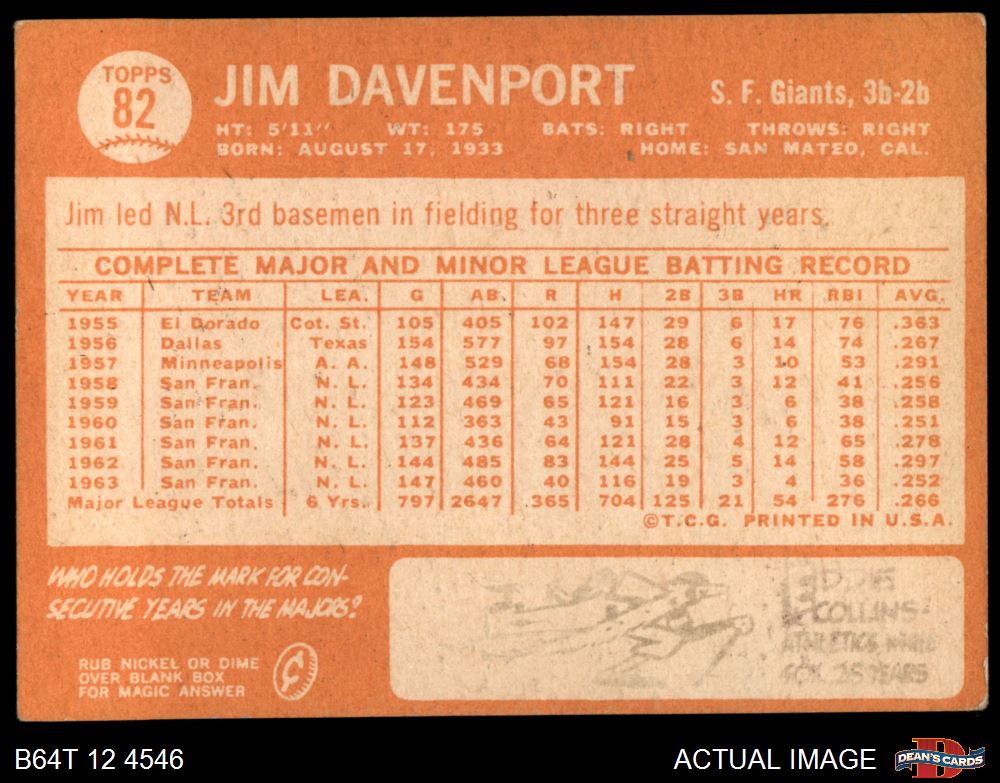 TOPPS
82
JIM DAVENPORT
S. F. Giants, 3b-2b
HT: 5'11" WT: 175 BATS: RIGHT THROWS: RIGHT
BORN: AUGUST 17, 1933 HOME: SAN MATEO, CAL.
Jim led N.L. 3rd basemen in fielding for three straight years.
COMPLETE MAJOR AND MINOR LEAGUE BATTING RECORD
YEAR TEAM LEA. G AB. R H 2B 3B HR RBI AVG.
1955 El Dorado Cot. St. 105 405 102 147 29 6 17 76 .363
1956 Dallas Texas 154 577 97 154 28 6 14 74 .267
1957 Minneapolis A. A. 148 529 68 154 28 3 10 53 .291
1958 San Fran. N. L. 134 434 70 111 22 3 12 41 .256
1959 San Fran. N. L. 123 469 65 121 16 3 6 38 .258
1960 San Fran. N. L. 112 363 43 91 15 3 6 38 .251
1961 San Fran. N. L. 137 436 64 121 28 4 12 65 .278
1962 San Fran. N. L. 144 485 83 144 25 5 14 58 .297
1963 San Fran. N. L. 147 460 40 116 19 3 4 36 .252
Major League Totals 6 Yrs. 797 2647 365 704 125 21 54 276 .266
©T.C.G. PRINTED IN U.S.A.
WHO HOLDS THE MARK FOR CON-
SECUTIVE YEARS IN THE MAJORS?
RUB NICKEL OR DIME
OVER BLANK BOX
FOR MAGIC ANSWER
EDDIE
COLLINS-
ATHLETICS, WHITE
SOX 25 YEARS
B64T 12 4546
ACTUAL IMAGE
DEAN'S CARDS